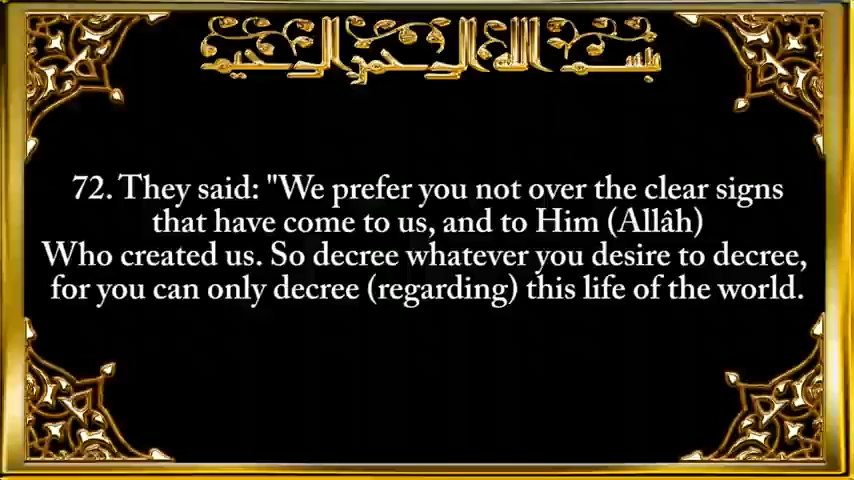 بسم الله الرحمن الرحيم
72. They said: "We prefer you not over the clear signs
that have come to us, and to Him (Allâh)
Who created us. So decree whatever you desire to decree,
for you can only decree (regarding) this life of the world.